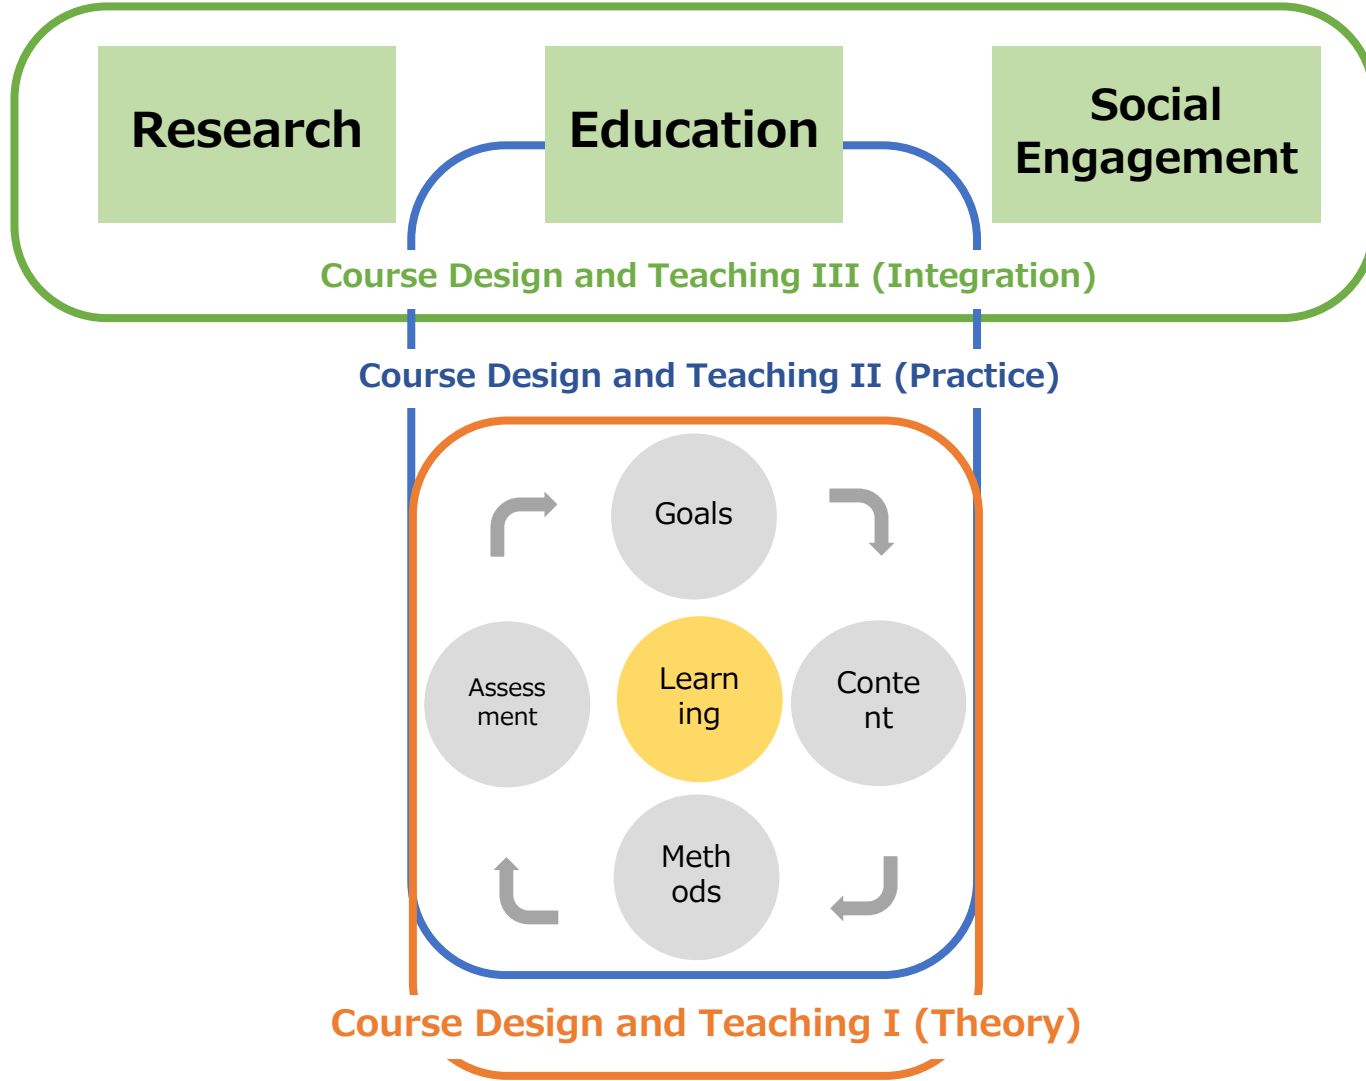 Research
Education
Social
Engagement
Course Design and Teaching III (Integration)
Course Design and Teaching II (Practice)
Goals
Assess
ment
Learn
ing
Conte
nt
Meth
ods
Course Design and Teaching I (Theory)